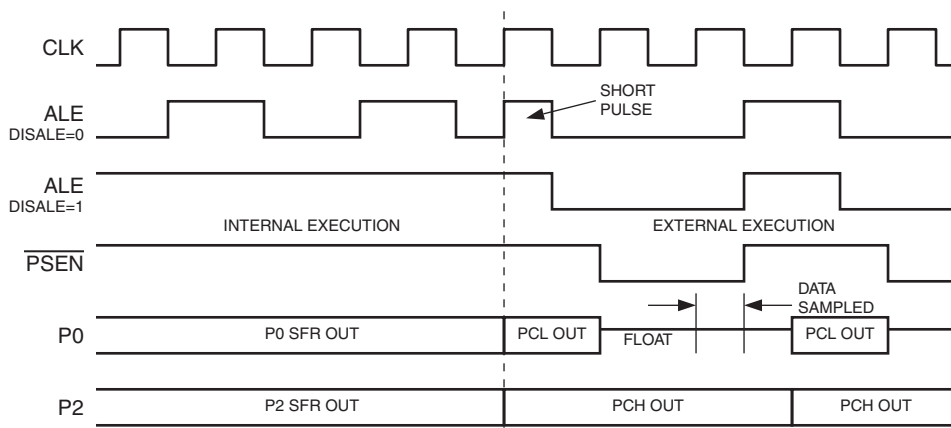 CLK
ALE
DISALE=0
SHORT
PULSE
ALE
DISALE=1
INTERNAL EXECUTION
EXTERNAL EXECUTION
PSEN
DATA
SAMPLED
P0
P0 SFR OUT
PCL OUT
FLOAT
PCL OUT
P2
P2 SFR OUT
PCH OUT
PCH OUT